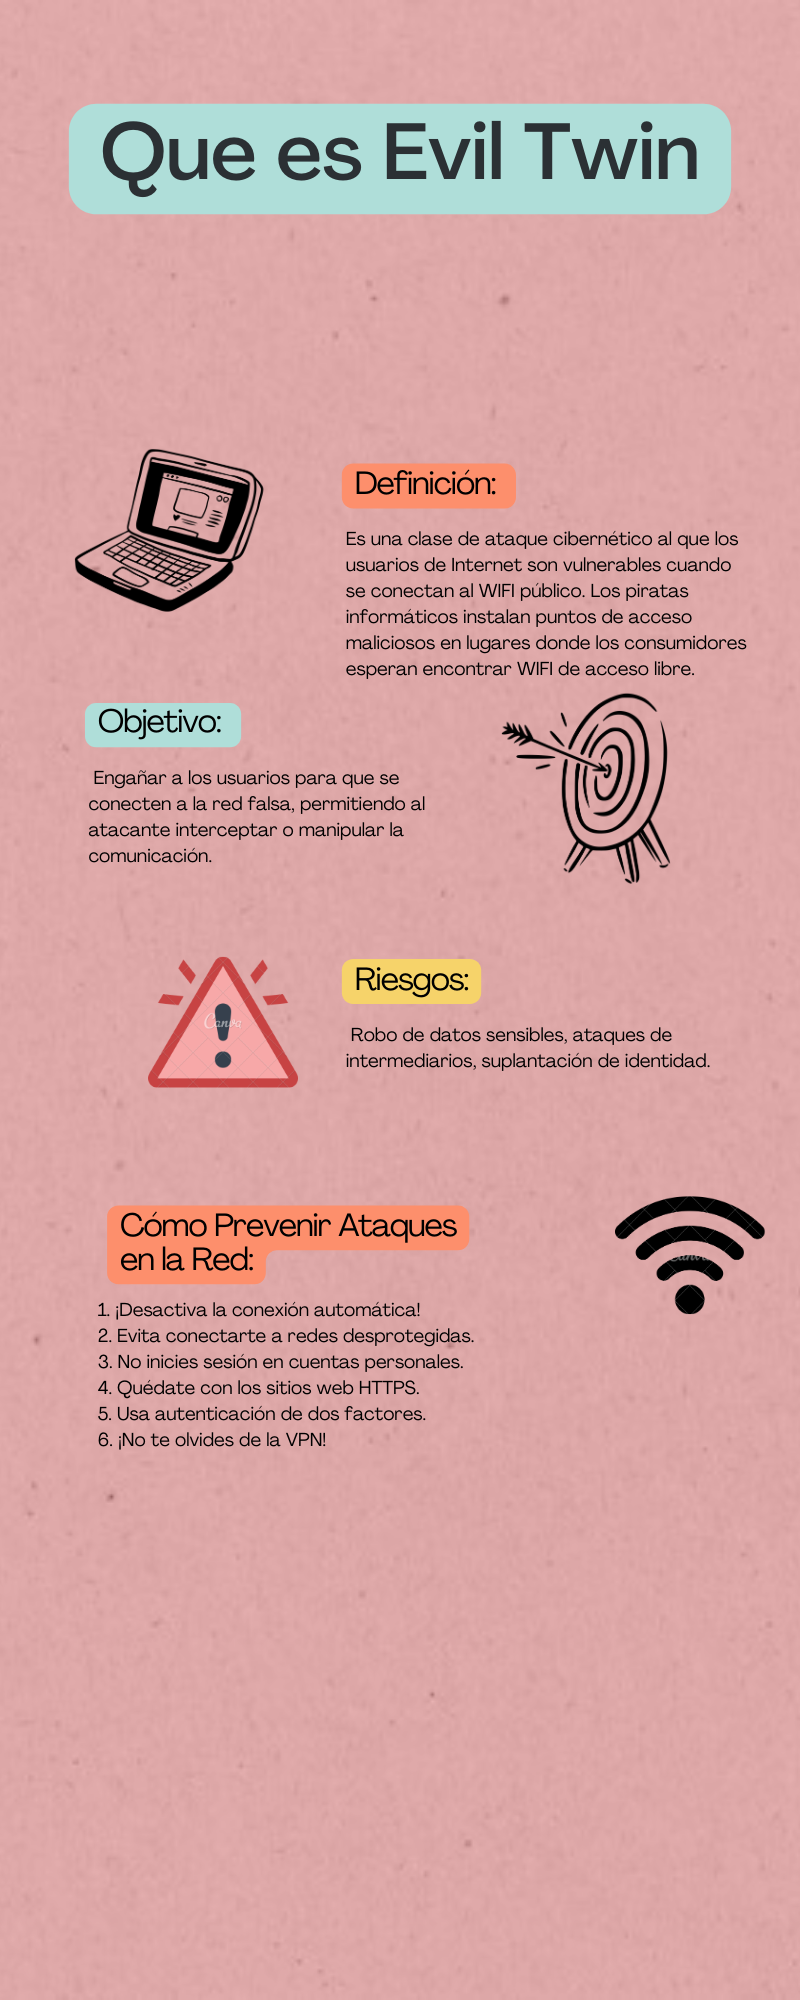 Que es Evil Twin
Definición:
Es una clase de ataque cibernético al que los
usuarios de Internet son vulnerables cuando
se conectan al WIFI público. Los piratas
informáticos instalan puntos de acceso
maliciosos en lugares donde los consumidores
esperan encontrar WIFI de acceso libre.
Objetivo:
Engañar a los usuarios para que se
conecten a la red falsa, permitiendo al
atacante interceptar o manipular la
comunicación.
Riesgos:
Robo de datos sensibles, ataques de
intermediarios, suplantación de identidad.
Canva
Cómo Prevenir Ataques
en la Red:
Canva
1. ¡Desactiva la conexión automática!
2. Evita conectarte a redes desprotegidas.
3. No inicies sesión en cuentas personales.
4. Quédate con los sitios web HTTPS.
5. Usa autenticación de dos factores.
6. ¡No te olvides de la VPN!